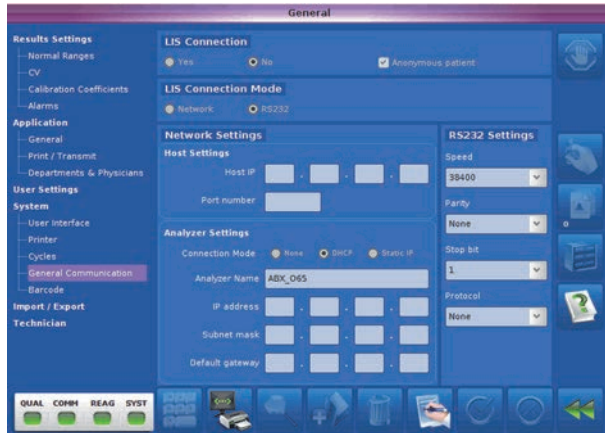 General
Results Settings
Normal Ranges
CV
Calibration Coefficients
Alarms
Application
General
Print / Transmit
Departments & Physicians
User Settings
System
User Interface
Printer
Cycles
General Communication
Barcode
Import / Export
Technician
LIS Connection
Yes
No
Anonymous patient
LIS Connection Mode
Network
RS232
Network Settings
Host Settings
Host IP
. . .
Port number
Analyzer Settings
Connection Mode
None
DHCP
Static IP
Analyzer Name
ABX_065
IP address
. . .
Subnet mask
. . .
Default gateway
. . .
RS232 Settings
Speed
38400
Parity
None
Stop bit
1
Protocol
None
0
?
QUAL COMM REAG SYST